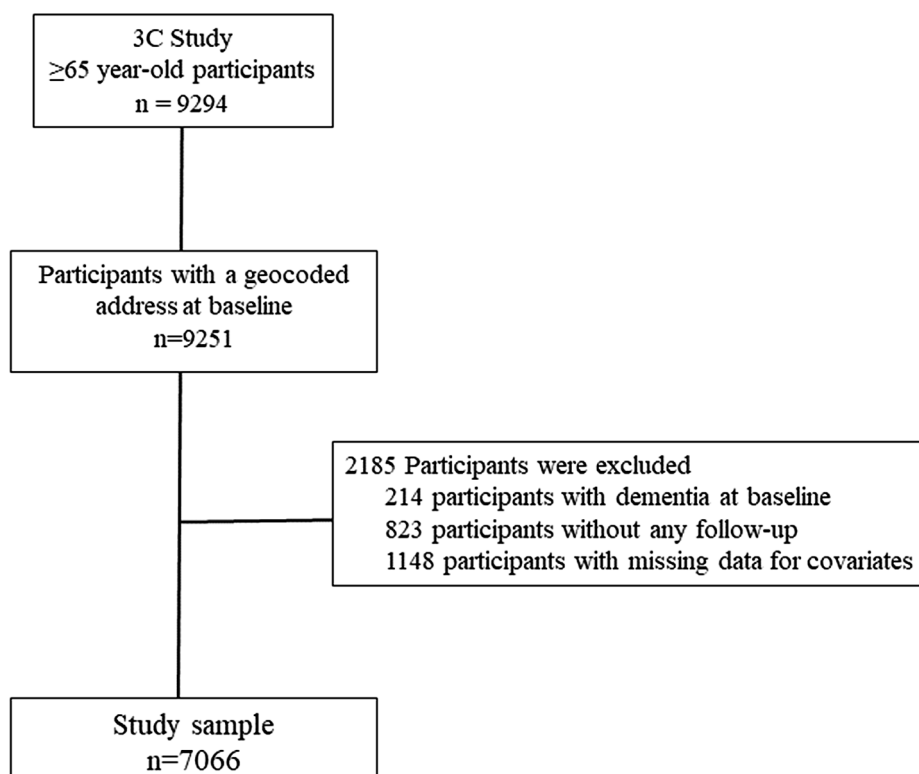 3C Study
≥65 year-old participants
n = 9294
Participants with a geocoded
address at baseline
n=9251
2185 Participants were excluded
214 participants with dementia at baseline
823 participants without any follow-up
1148 participants with missing data for covariates
Study sample
n=7066